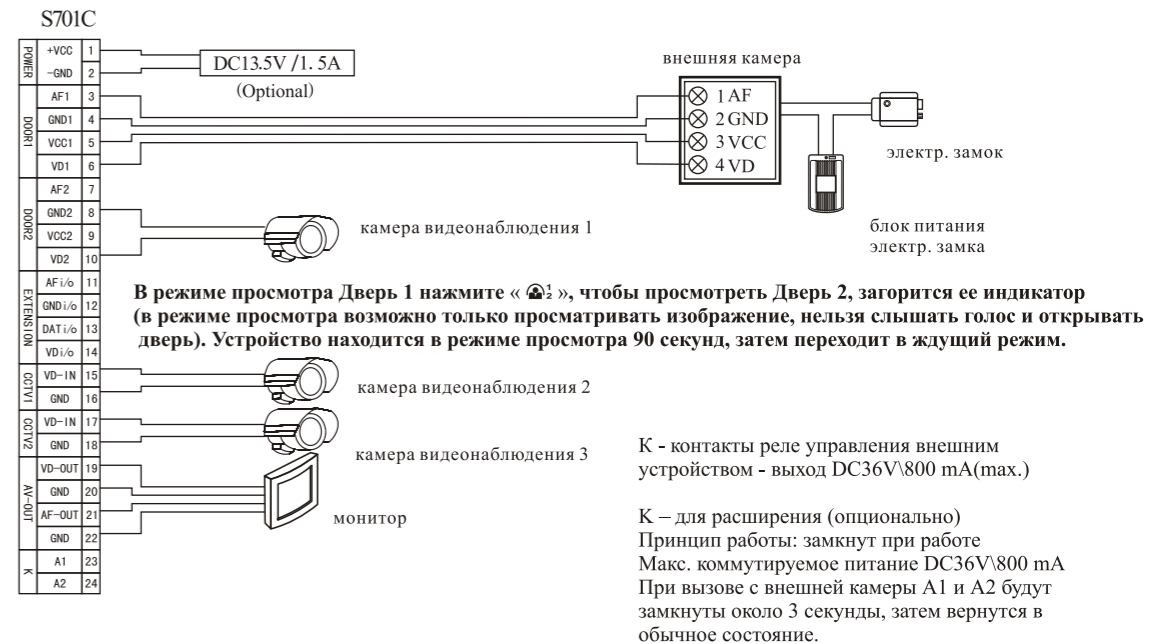 S701C
POWER
+VCC 1
-GND 2
DC13.5V /1. 5A
(Optional)
DOOR1
AF1 3
GND1 4
VCC1 5
VD1 6
внешняя камера
1 AF
2 GND
3 VCC
4 VD
электр. замок
блок питания
электр. замка
DOOR2
AF2 7
GND2 8
VCC2 9
VD2 10
камера видеонаблюдения 1
EXTENSION
AFi/o 11
GNDi/o 12
DATi/o 13
VDi/o 14
В режиме просмотра Дверь 1 нажмите « 1/2 », чтобы просмотреть Дверь 2, загорится ее индикатор
(в режиме просмотра возможно только просматривать изображение, нельзя слышать голос и открывать
дверь). Устройство находится в режиме просмотра 90 секунд, затем переходит в ждущий режим.
CCTV1
VD-IN 15
GND 16
камера видеонаблюдения 2
CCTV2
VD-IN 17
GND 18
камера видеонаблюдения 3
AV-OUT
VD-OUT 19
GND 20
AF-OUT 21
GND 22
монитор
K
A1 23
A2 24
К - контакты реле управления внешним
устройством - выход DC36V\800 mA(max.)
К – для расширения (опционально)
Принцип работы: замкнут при работе
Макс. коммутируемое питание DC36V\800 mA
При вызове с внешней камеры А1 и А2 будут
замкнуты около 3 секунды, затем вернутся в
обычное состояние.